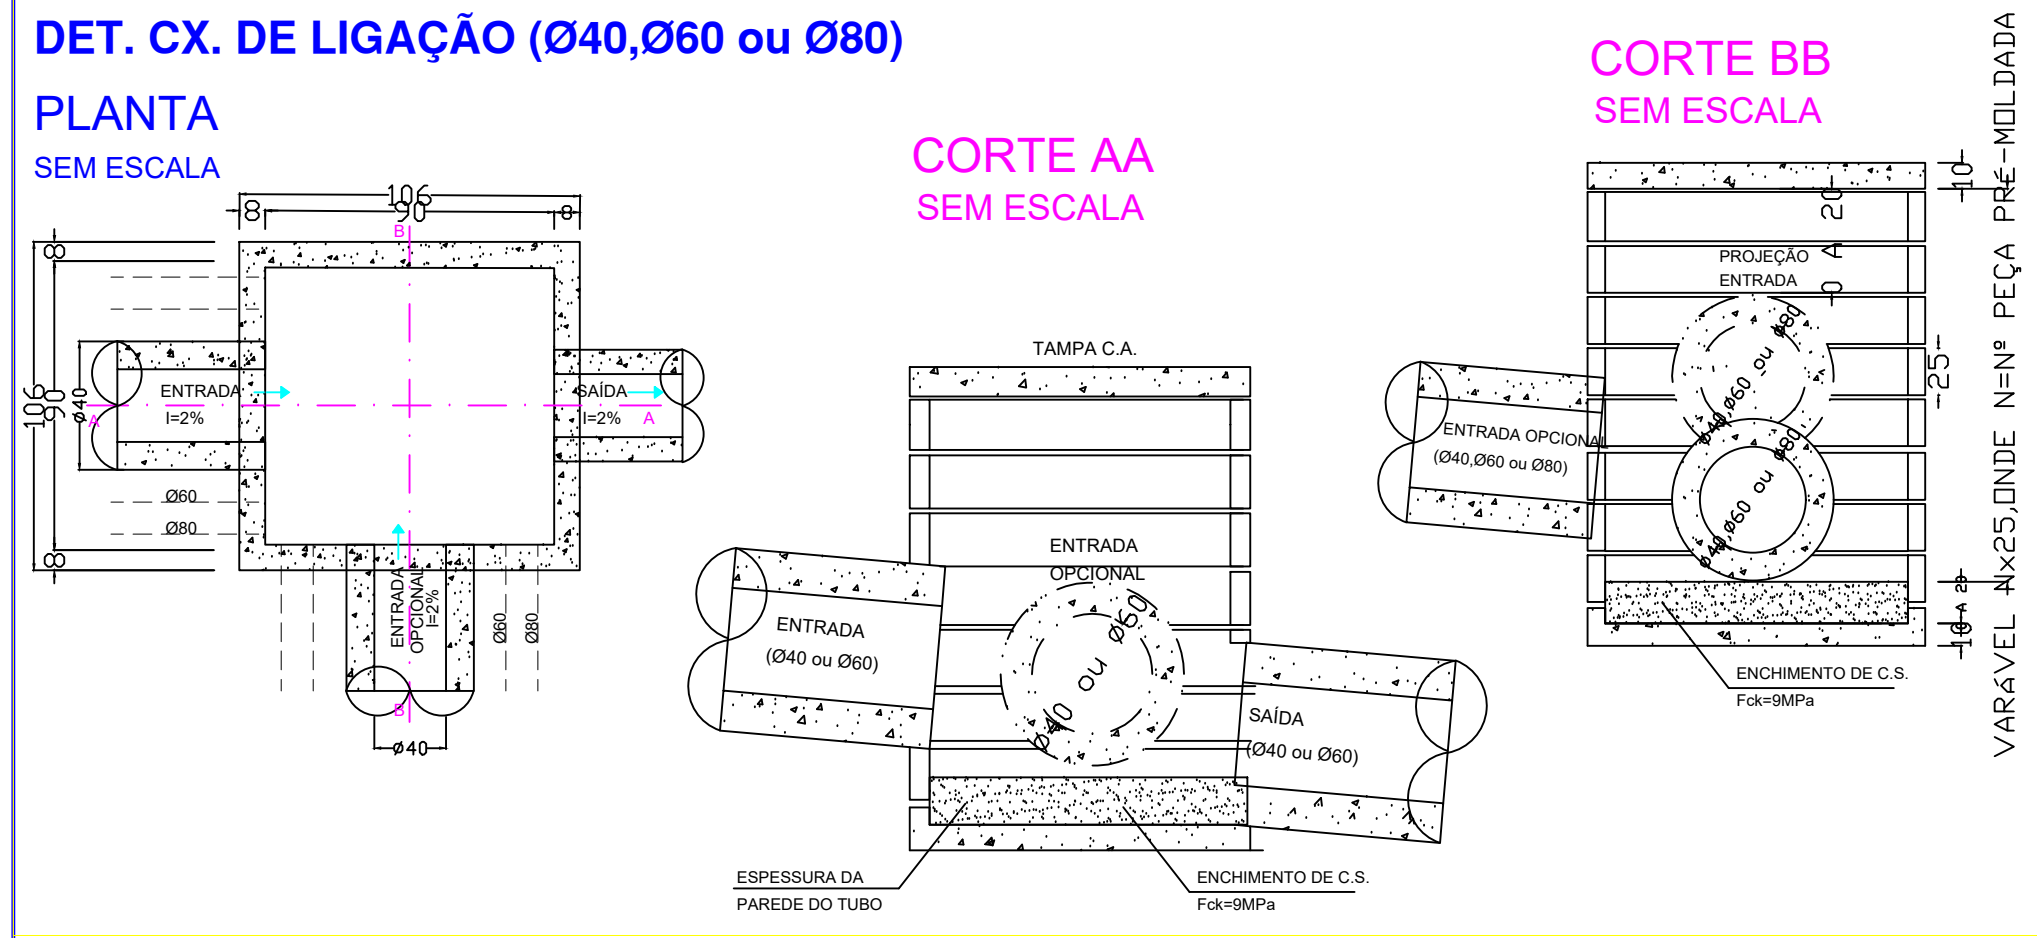 DET. CX. DE LIGAÇÃO (Ø40,Ø60 ou Ø80)
PLANTA
SEM ESCALA
106
8
90
8
B
8
106
90
Ø40
A
ENTRADA
I=2%
SAÍDA
I=2%
A
Ø60
Ø80
8
ENTRADA
OPCIONAL
I=2%
Ø60
Ø80
B
Ø40
CORTE AA
SEM ESCALA
TAMPA C.A.
ENTRADA
OPCIONAL
ENTRADA
(Ø40 ou Ø60)
Ø40 ou Ø60
SAÍDA
(Ø40 ou Ø60)
ESPESSURA DA
PAREDE DO TUBO
ENCHIMENTO DE C.S.
Fck=9MPa
CORTE BB
SEM ESCALA
10
0 A 20
PROJEÇÃO
ENTRADA
25
Ø40,Ø60 ou Ø80
ENTRADA OPCIONAL
(Ø40,Ø60 ou Ø80)
Ø40,Ø60 ou Ø80
10 A 20
10
ENCHIMENTO DE C.S.
Fck=9MPa
VARÁVEL Nx25,ONDE N=Nº PEÇA PRÉ-MOLDADA